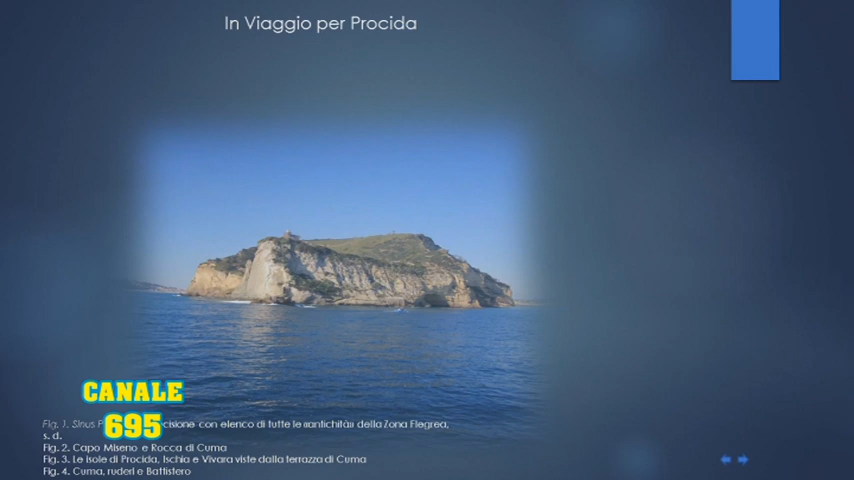 In Viaggio per Procida
CANALE
695
Fig. 1. Sinus cisione con elenco di tutte le «antichità» della Zona Flegrea,
s. d.
Fig. 2. Capo Miseno e Rocca di Cuma
Fig. 3. Le isole di Procida, Ischia e Vivara viste dalla terrazza di Cuma
Fig. 4. Cuma, ruderi e Battistero